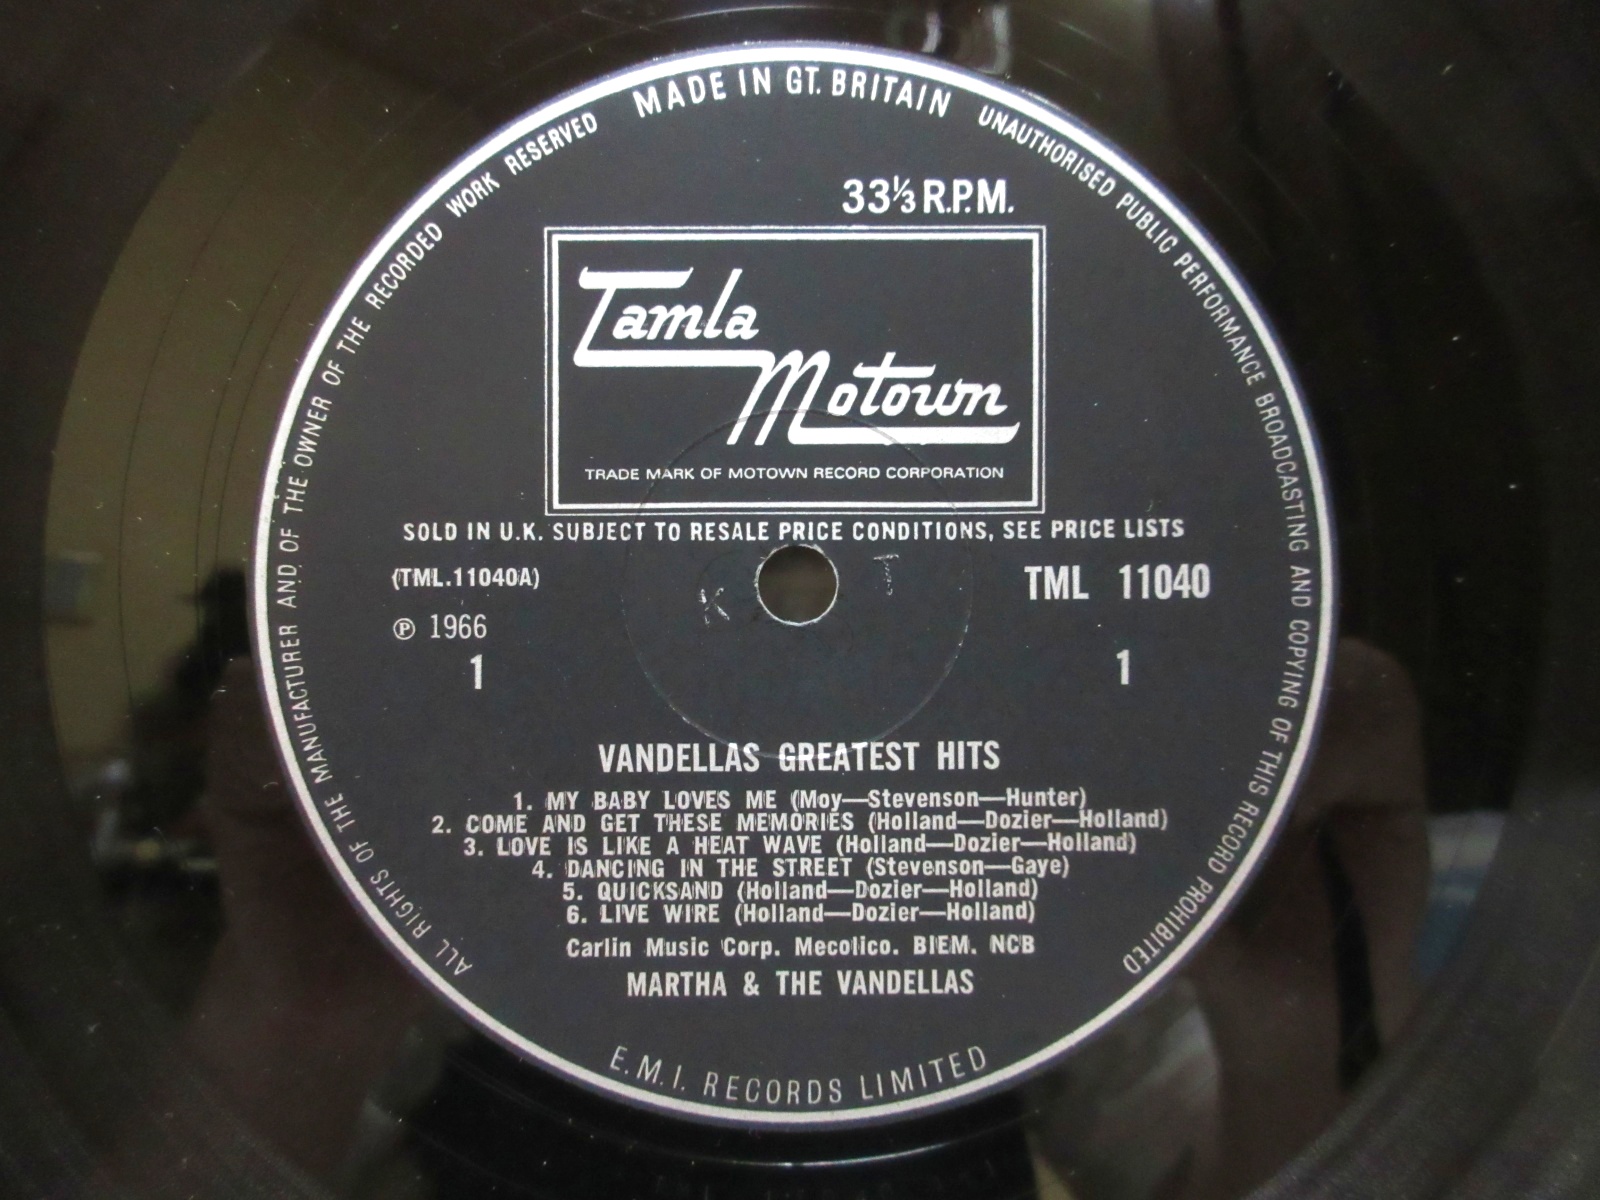 MADE IN GT. BRITAIN
UNAUTHORISED PUBLIC PERFORMANCE BROADCASTING AND COPYING OF THIS RECORD PROHIBITED
ALL RIGHTS OF THE MANUFACTURER AND OF THE OWNER OF THE RECORDED WORK RESERVED
33⅓ R.P.M.
Tamla
Motown
TRADE MARK OF MOTOWN RECORD CORPORATION
SOLD IN U.K. SUBJECT TO RESALE PRICE CONDITIONS, SEE PRICE LISTS
(TML.11040A)
TML 11040
K T
℗ 1966
1
1
VANDELLAS GREATEST HITS
1. MY BABY LOVES ME (Moy—Stevenson—Hunter)
2. COME AND GET THESE MEMORIES (Holland—Dozier—Holland)
3. LOVE IS LIKE A HEAT WAVE (Holland—Dozier—Holland)
4. DANCING IN THE STREET (Stevenson—Gaye)
5. QUICKSAND (Holland—Dozier—Holland)
6. LIVE WIRE (Holland—Dozier—Holland)
Carlin Music Corp. Mecolico. BIEM. NCB
MARTHA & THE VANDELLAS
E.M.I. RECORDS LIMITED